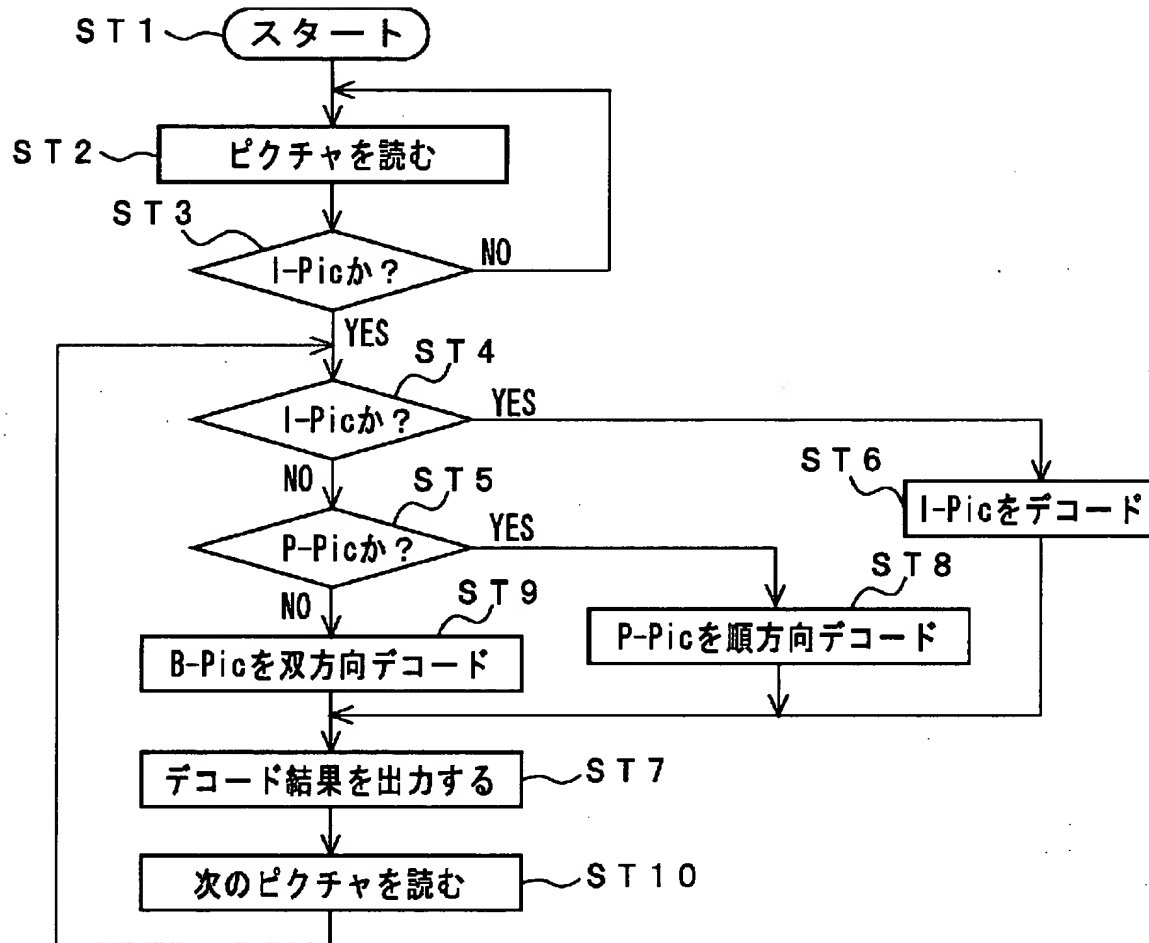 ST1
スタート
ST2
ピクチャを読む
ST3
I-Picか？
NO
YES
ST4
I-Picか？
YES
NO
ST6
I-Picをデコード
ST5
P-Picか？
YES
NO
ST8
P-Picを順方向デコード
ST9
B-Picを双方向デコード
デコード結果を出力する
ST7
次のピクチャを読む
ST10